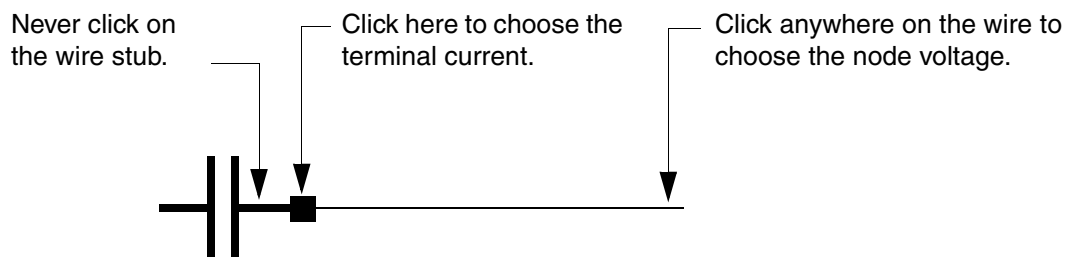 Never click on
the wire stub.
Click here to choose the
terminal current.
Click anywhere on the wire to
choose the node voltage.